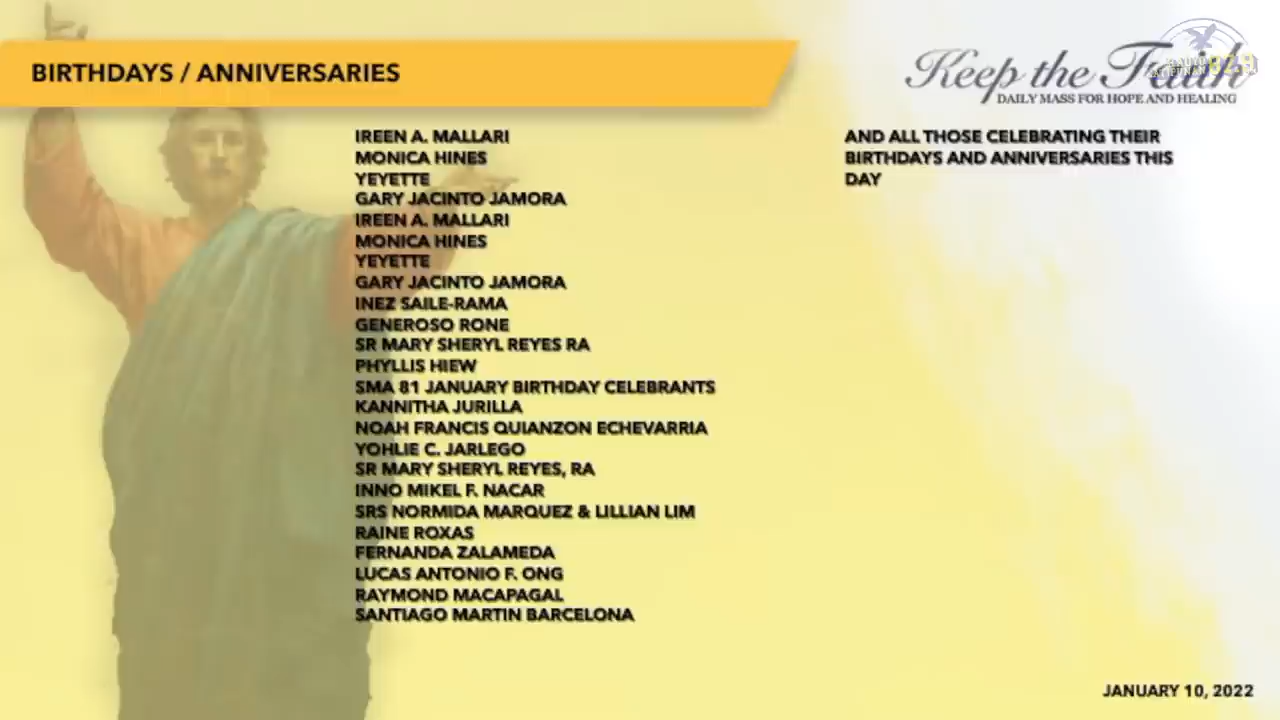 BIRTHDAYS / ANNIVERSARIES
Keep the Faith
DAILY MASS FOR HOPE AND HEALING
829
IREEN A. MALLARI
MONICA HINES
YEYETTE
GARY JACINTO JAMORA
IREEN A. MALLARI
MONICA HINES
YEYETTE
GARY JACINTO JAMORA
INEZ SAILE-RAMA
GENEROSO RONE
SR MARY SHERYL REYES RA
PHYLLIS HIEW
SMA 81 JANUARY BIRTHDAY CELEBRANTS
KANNITHA JURILLA
NOAH FRANCIS QUIANZON ECHEVARRIA
YOHLIE C. JARLEGO
SR MARY SHERYL REYES, RA
INNO MIKEL F. NACAR
SRS NORMIDA MARQUEZ & LILLIAN LIM
RAINE ROXAS
FERNANDA ZALAMEDA
LUCAS ANTONIO F. ONG
RAYMOND MACAPAGAL
SANTIAGO MARTIN BARCELONA
AND ALL THOSE CELEBRATING THEIR
BIRTHDAYS AND ANNIVERSARIES THIS
DAY
JANUARY 10, 2022